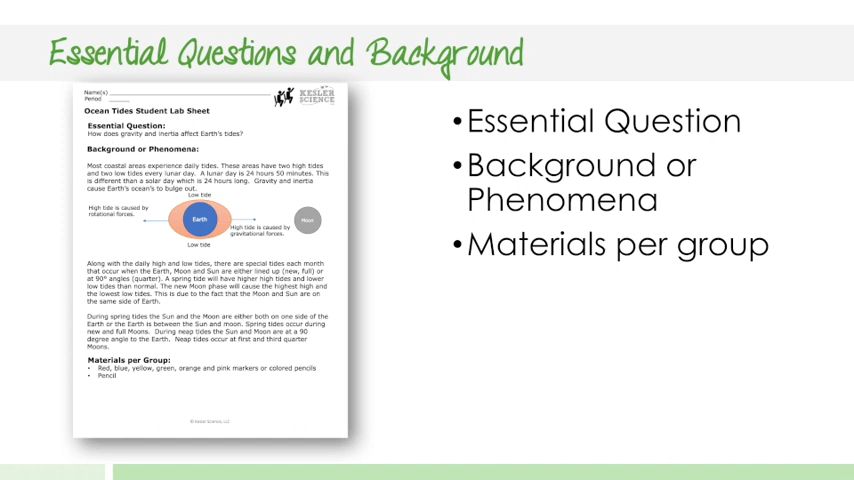 Essential Questions and Background
Name(s)
Period
KESLER
SCIENCE
Ocean Tides Student Lab Sheet
Essential Question:
How does gravity and inertia affect Earth's tides?
Background or Phenomena:
Most coastal areas experience daily tides. These areas have two high tides
and two low tides every lunar day. A lunar day is 24 hours 50 minutes. This
is different than a solar day which is 24 hours long. Gravity and inertia
cause Earth's ocean's to bulge out.
Low tide
High tide is caused by
rotational forces.
Earth
Moon
High tide is caused by
gravitational forces.
Low tide
Along with the daily high and low tides, there are special tides each month
that occur when the Earth, Moon and Sun are either lined up (new, full) or
at 90° angles (quarter). A spring tide will have higher high tides and lower
low tides than normal. The new Moon phase will cause the highest high and
the lowest low tides. This is due to the fact that the Moon and Sun are on
the same side of Earth.
During spring tides the Sun and the Moon are either both on one side of the
Earth or the Earth is between the Sun and moon. Spring tides occur during
new and full Moons. During neap tides the Sun and Moon are at a 90
degree angle to the Earth. Neap tides occur at first and third quarter
Moons.
Materials per Group:
• Red, blue, yellow, green, orange and pink markers or colored pencils
• Pencil
© Kesler Science, LLC
• Essential Question
• Background or
Phenomena
• Materials per group